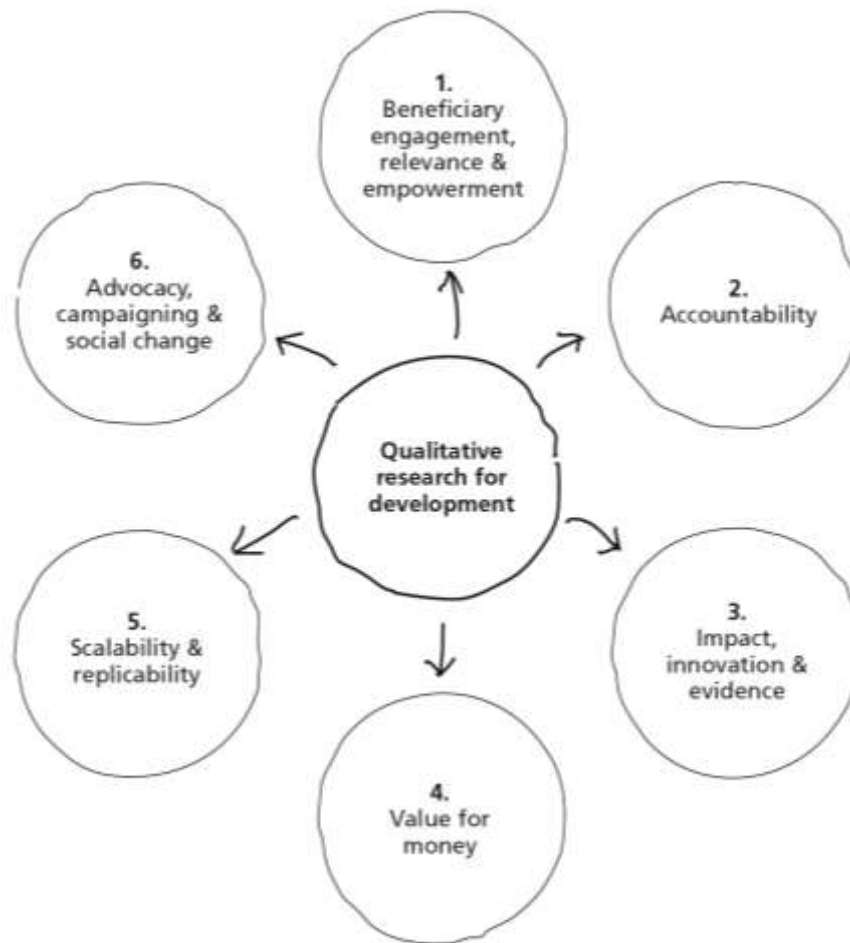 1.
Beneficiary
engagement,
relevance &
empowerment
2.
Accountability
3.
Impact,
innovation &
evidence
4.
Value for
money
5.
Scalability &
replicability
6.
Advocacy,
campaigning &
social change
Qualitative
research for
development